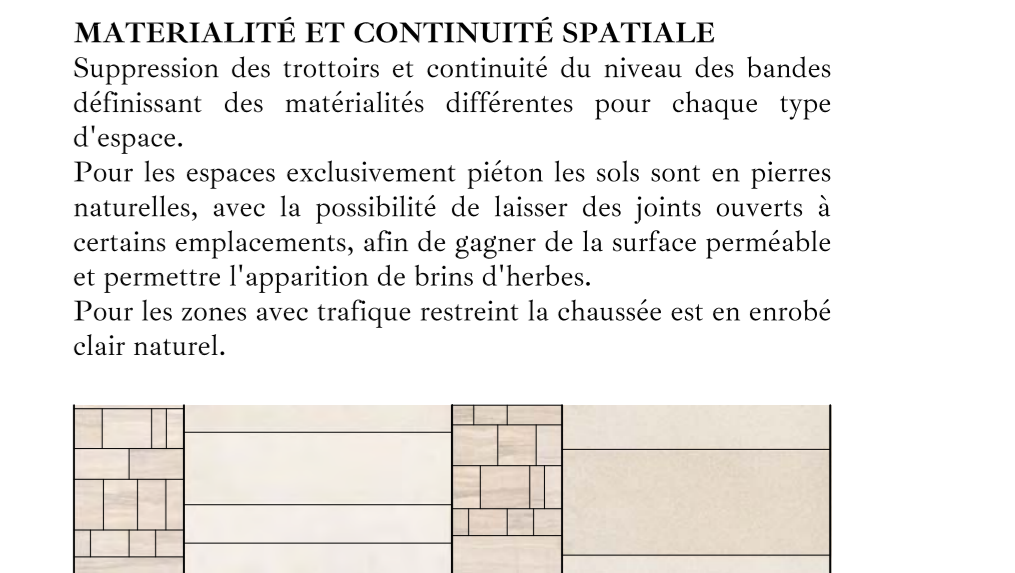 MATERIALITÉ ET CONTINUITÉ SPATIALE
Suppression des trottoirs et continuité du niveau des bandes
définissant des matérialités différentes pour chaque type
d'espace.
Pour les espaces exclusivement piéton les sols sont en pierres
naturelles, avec la possibilité de laisser des joints ouverts à
certains emplacements, afin de gagner de la surface perméable
et permettre l'apparition de brins d'herbes.
Pour les zones avec trafique restreint la chaussée est en enrobé
clair naturel.